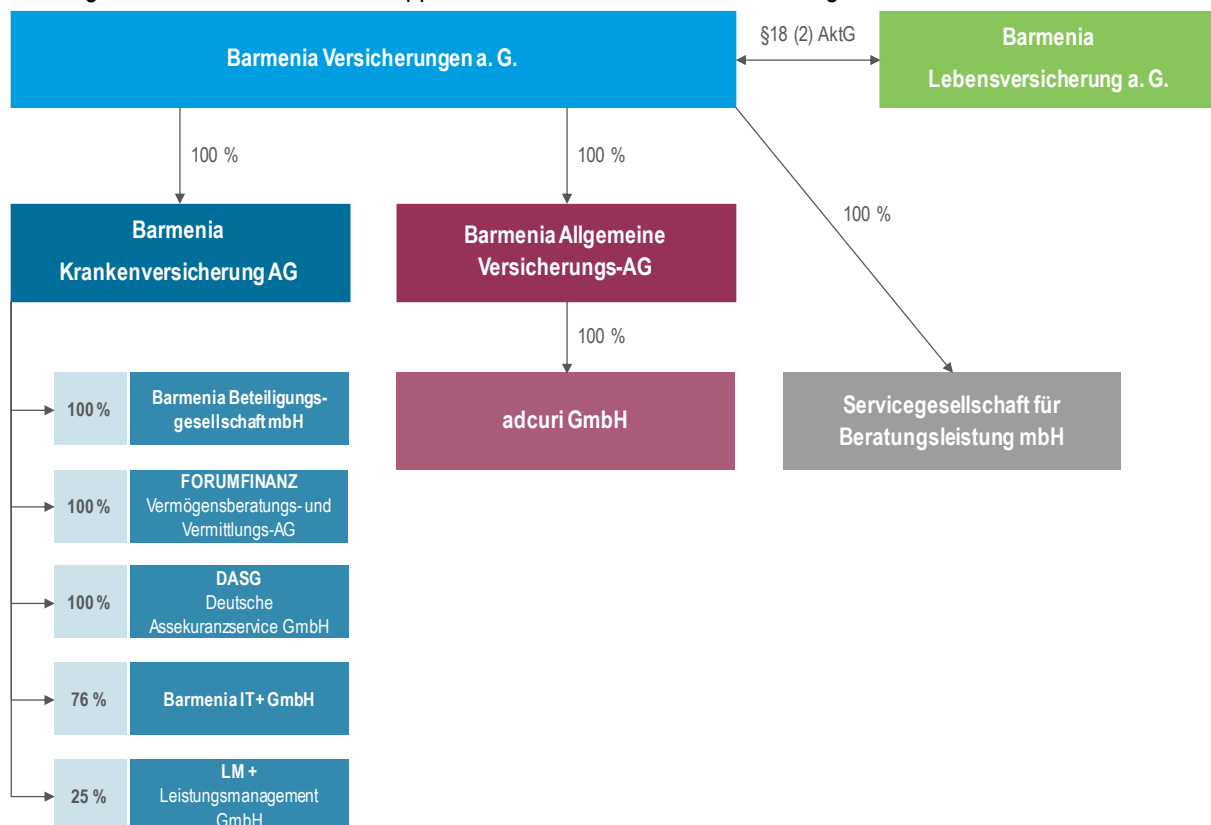 Barmenia Versicherungen a. G.
§18 (2) AktG
Barmenia
Lebensversicherung a. G.
100 %
100 %
100 %
Barmenia
Krankenversicherung AG
Barmenia Allgemeine
Versicherungs-AG
100 %
100 %
Barmenia Beteiligungs-
gesellschaft mbH
adcuri GmbH
Servicegesellschaft für
Beratungsleistung mbH
100 %
FORUMFINANZ
Vermögensberatungs- und
Vermittlungs-AG
100 %
DASG
Deutsche
Assekuranzservice GmbH
76 %
Barmenia IT+ GmbH
25 %
LM +
Leistungsmanagement
GmbH